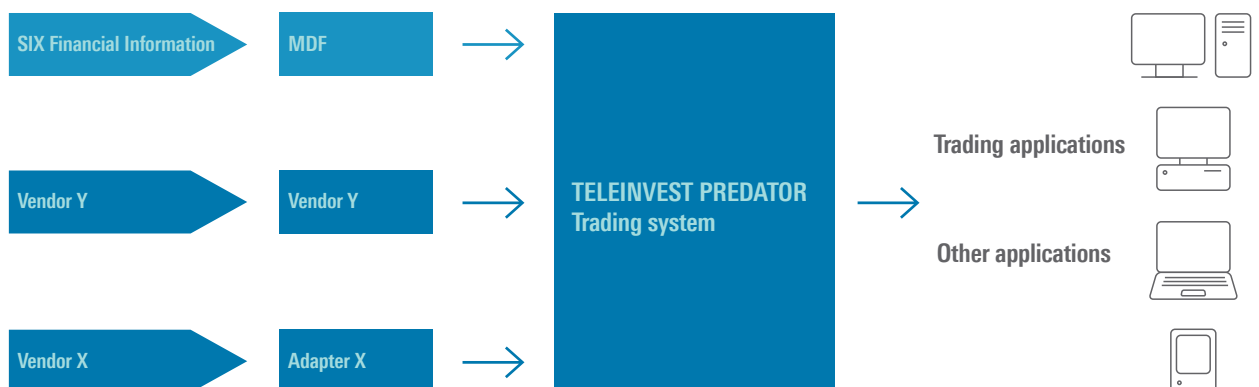 SIX Financial Information
MDF
Trading applications
Vendor Y
Vendor Y
TELEINVEST PREDATOR
Trading system
Other applications
Vendor X
Adapter X